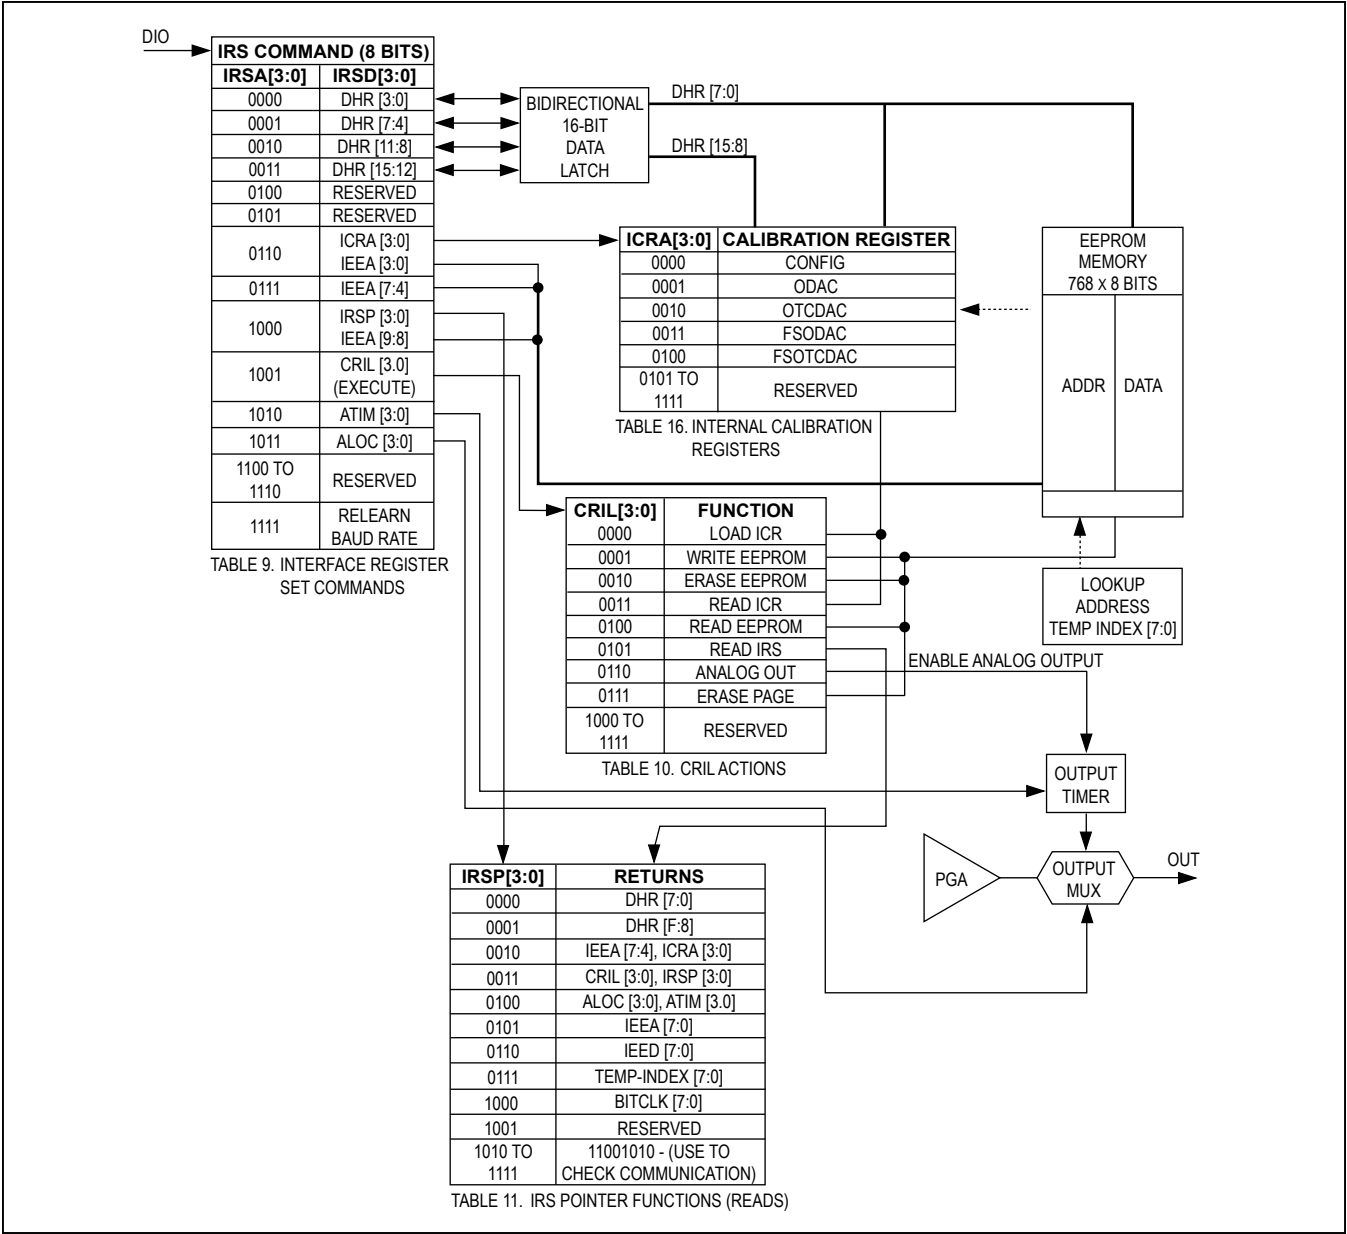 DIO
IRS COMMAND (8 BITS)
IRSA[3:0] IRSD[3:0]
0000 DHR [3:0]
0001 DHR [7:4]
0010 DHR [11:8]
0011 DHR [15:12]
0100 RESERVED
0101 RESERVED
0110 ICRA [3:0]
IEEA [3:0]
0111 IEEA [7:4]
1000 IRSP [3:0]
IEEA [9:8]
1001 CRIL [3.0]
(EXECUTE)
1010 ATIM [3:0]
1011 ALOC [3:0]
1100 TO
1110
RESERVED
1111 RELEARN
BAUD RATE
TABLE 9. INTERFACE REGISTER
SET COMMANDS
BIDIRECTIONAL
16-BIT
DATA
LATCH
DHR [7:0]
DHR [15:8]
ICRA[3:0] CALIBRATION REGISTER
0000 CONFIG
0001 ODAC
0010 OTCDAC
0011 FSODAC
0100 FSOTCDAC
0101 TO
1111
RESERVED
TABLE 16. INTERNAL CALIBRATION
REGISTERS
EEPROM
MEMORY
768 X 8 BITS
ADDR DATA
LOOKUP
ADDRESS
TEMP INDEX [7:0]
CRIL[3:0] FUNCTION
0000 LOAD ICR
0001 WRITE EEPROM
0010 ERASE EEPROM
0011 READ ICR
0100 READ EEPROM
0101 READ IRS
0110 ANALOG OUT
0111 ERASE PAGE
1000 TO
1111
RESERVED
TABLE 10. CRIL ACTIONS
ENABLE ANALOG OUTPUT
OUTPUT
TIMER
PGA
OUTPUT
MUX
OUT
IRSP[3:0] RETURNS
0000 DHR [7:0]
0001 DHR [F:8]
0010 IEEA [7:4], ICRA [3:0]
0011 CRIL [3:0], IRSP [3:0]
0100 ALOC [3:0], ATIM [3.0]
0101 IEEA [7:0]
0110 IEED [7:0]
0111 TEMP-INDEX [7:0]
1000 BITCLK [7:0]
1001 RESERVED
1010 TO
1111
11001010 - (USE TO
CHECK COMMUNICATION)
TABLE 11. IRS POINTER FUNCTIONS (READS)